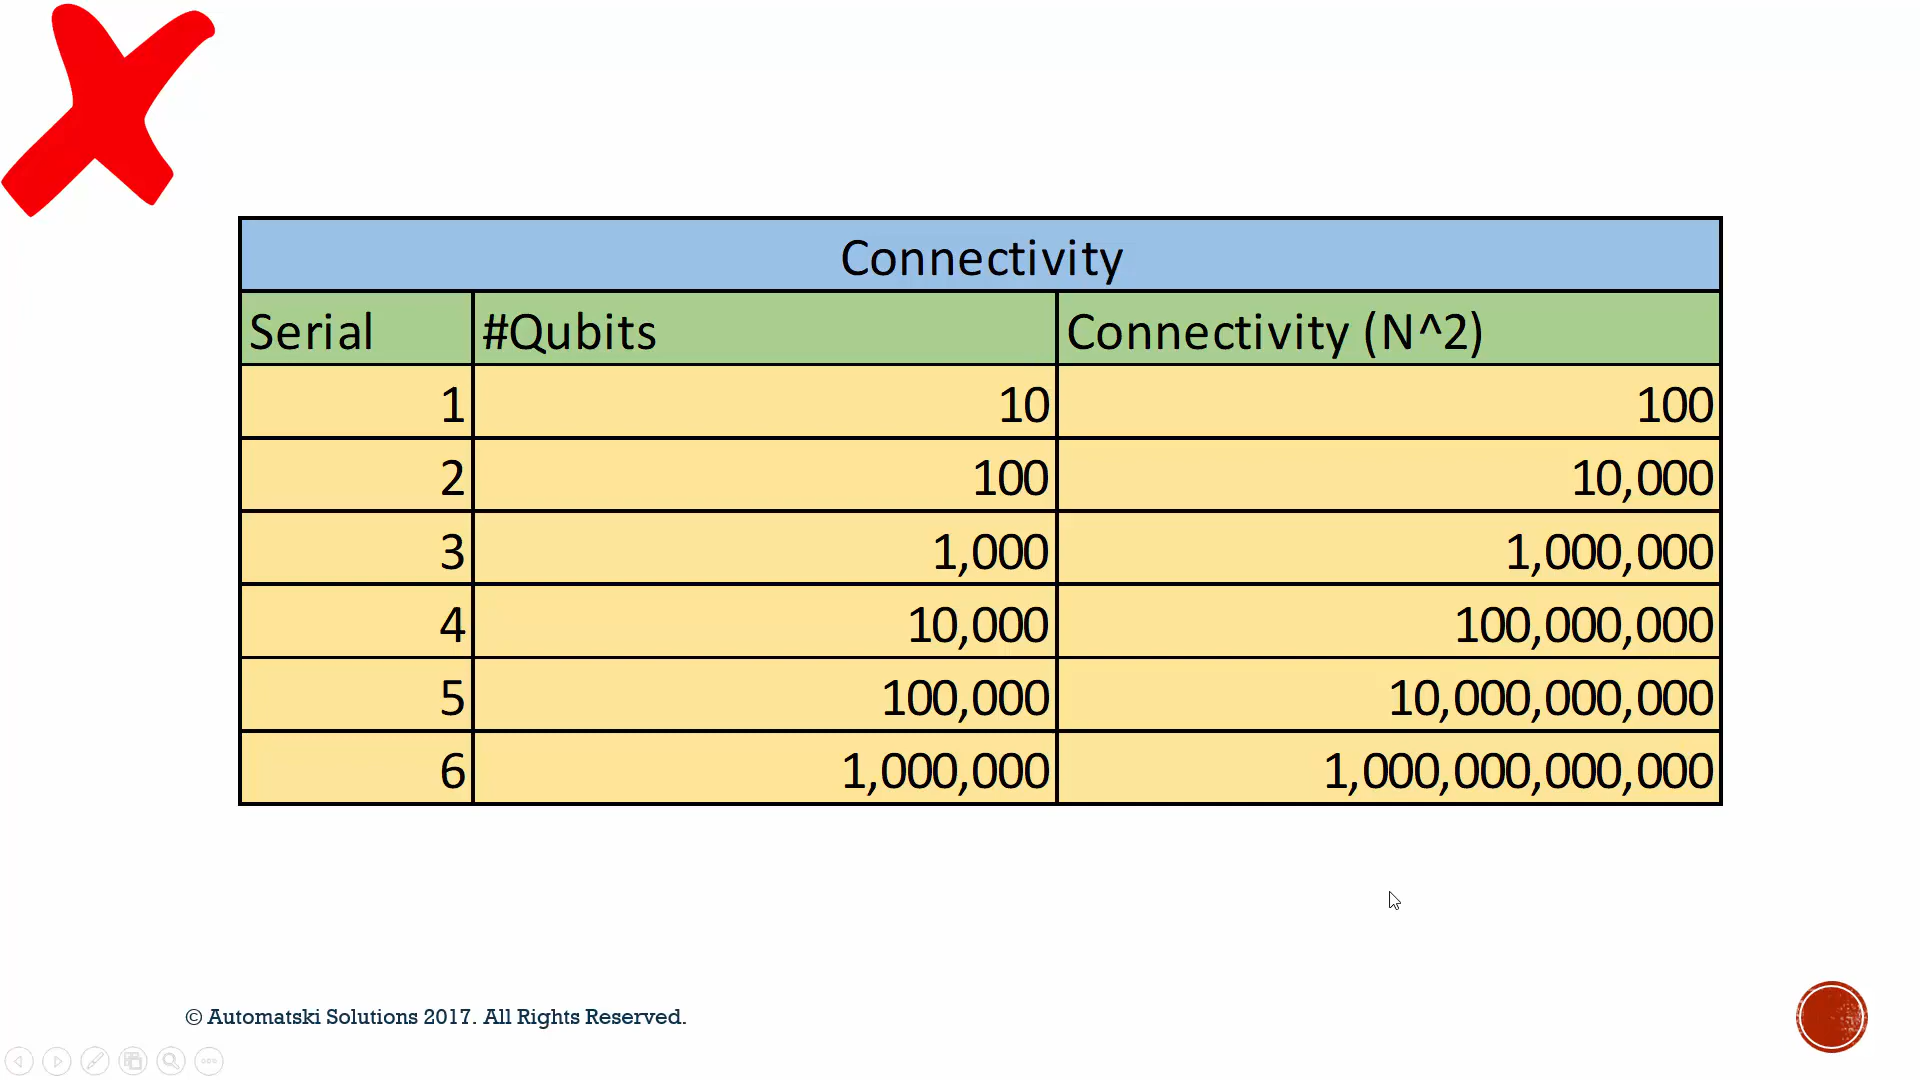 Connectivity
Serial #Qubits Connectivity (N^2)
1 10 100
2 100 10,000
3 1,000 1,000,000
4 10,000 100,000,000
5 100,000 10,000,000,000
6 1,000,000 1,000,000,000,000
© Automatski Solutions 2017. All Rights Reserved.